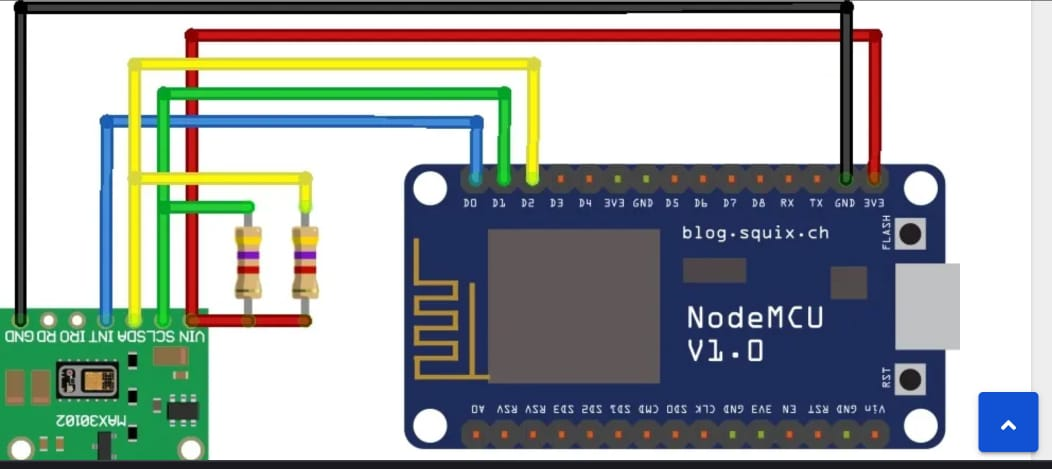 D0 D1 D2 D3 D4 3V3 GND D5 D6 D7 D8 RX TX GND 3V3
blog.squix.ch
FLASH
NodeMCU
V1.0
RST
A0 RSV RSV SD3 SD2 SD1 CMD SD0 CLK GND 3V3 EN RST GND Vin
GND RD IRD INT SDA SCL VIN
MAX30102